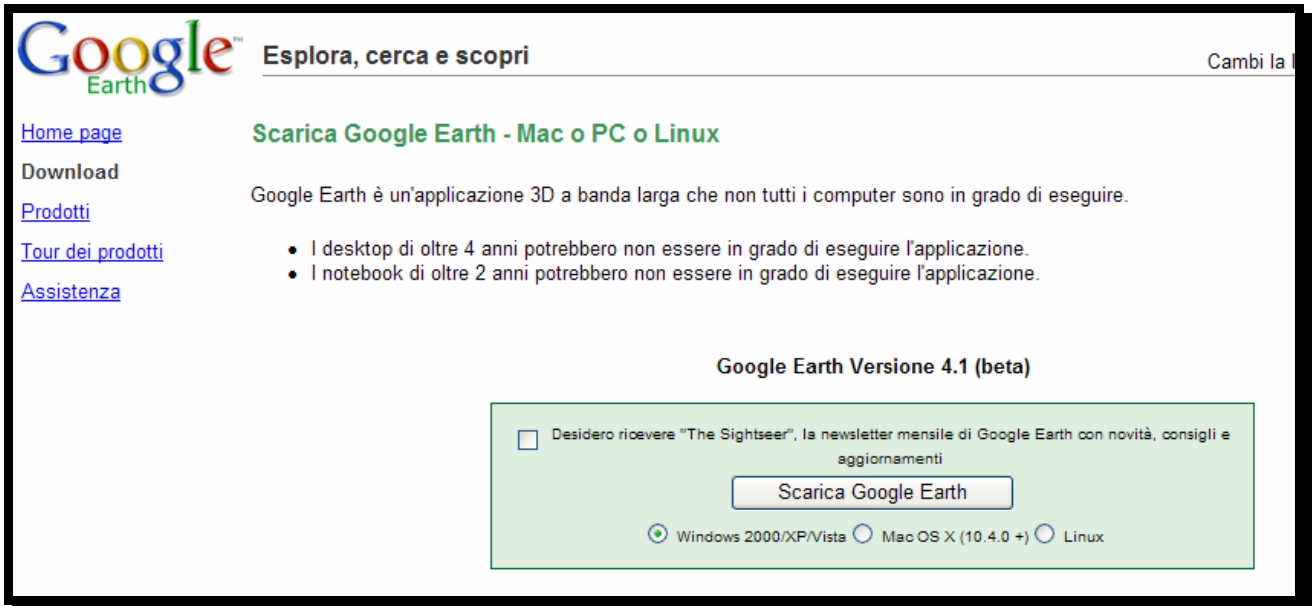 Google™
Earth
Esplora, cerca e scopri
Cambi la l
Home page
Download
Prodotti
Tour dei prodotti
Assistenza
Scarica Google Earth - Mac o PC o Linux
Google Earth è un'applicazione 3D a banda larga che non tutti i computer sono in grado di eseguire.
• I desktop di oltre 4 anni potrebbero non essere in grado di eseguire l'applicazione.
• I notebook di oltre 2 anni potrebbero non essere in grado di eseguire l'applicazione.
Google Earth Versione 4.1 (beta)
Desidero ricevere "The Sightseer", la newsletter mensile di Google Earth con novità, consigli e
aggiornamenti
Scarica Google Earth
Windows 2000/XP/Vista Mac OS X (10.4.0 +) Linux